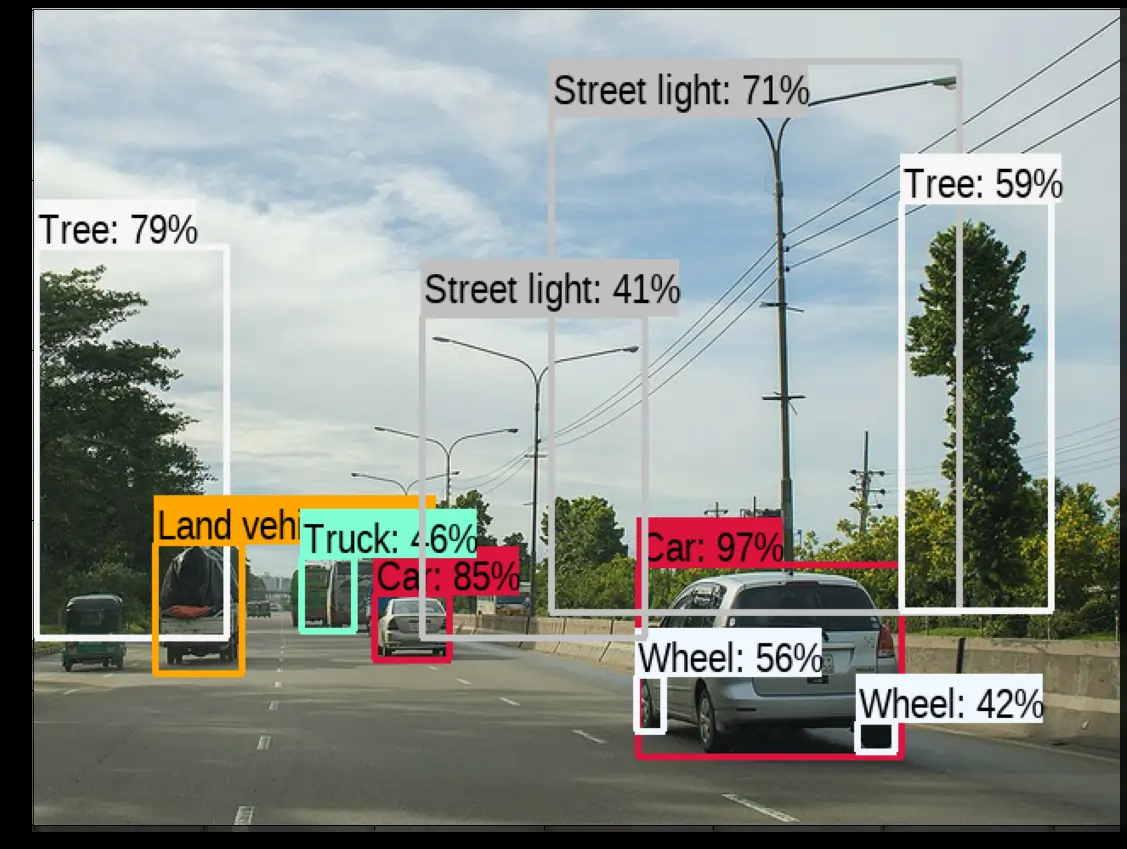 Street light: 71%
Tree: 59%
Tree: 79%
Street light: 41%
Land vehi
Truck: 46%
Car: 97%
Car: 85%
Wheel: 56%
Wheel: 42%